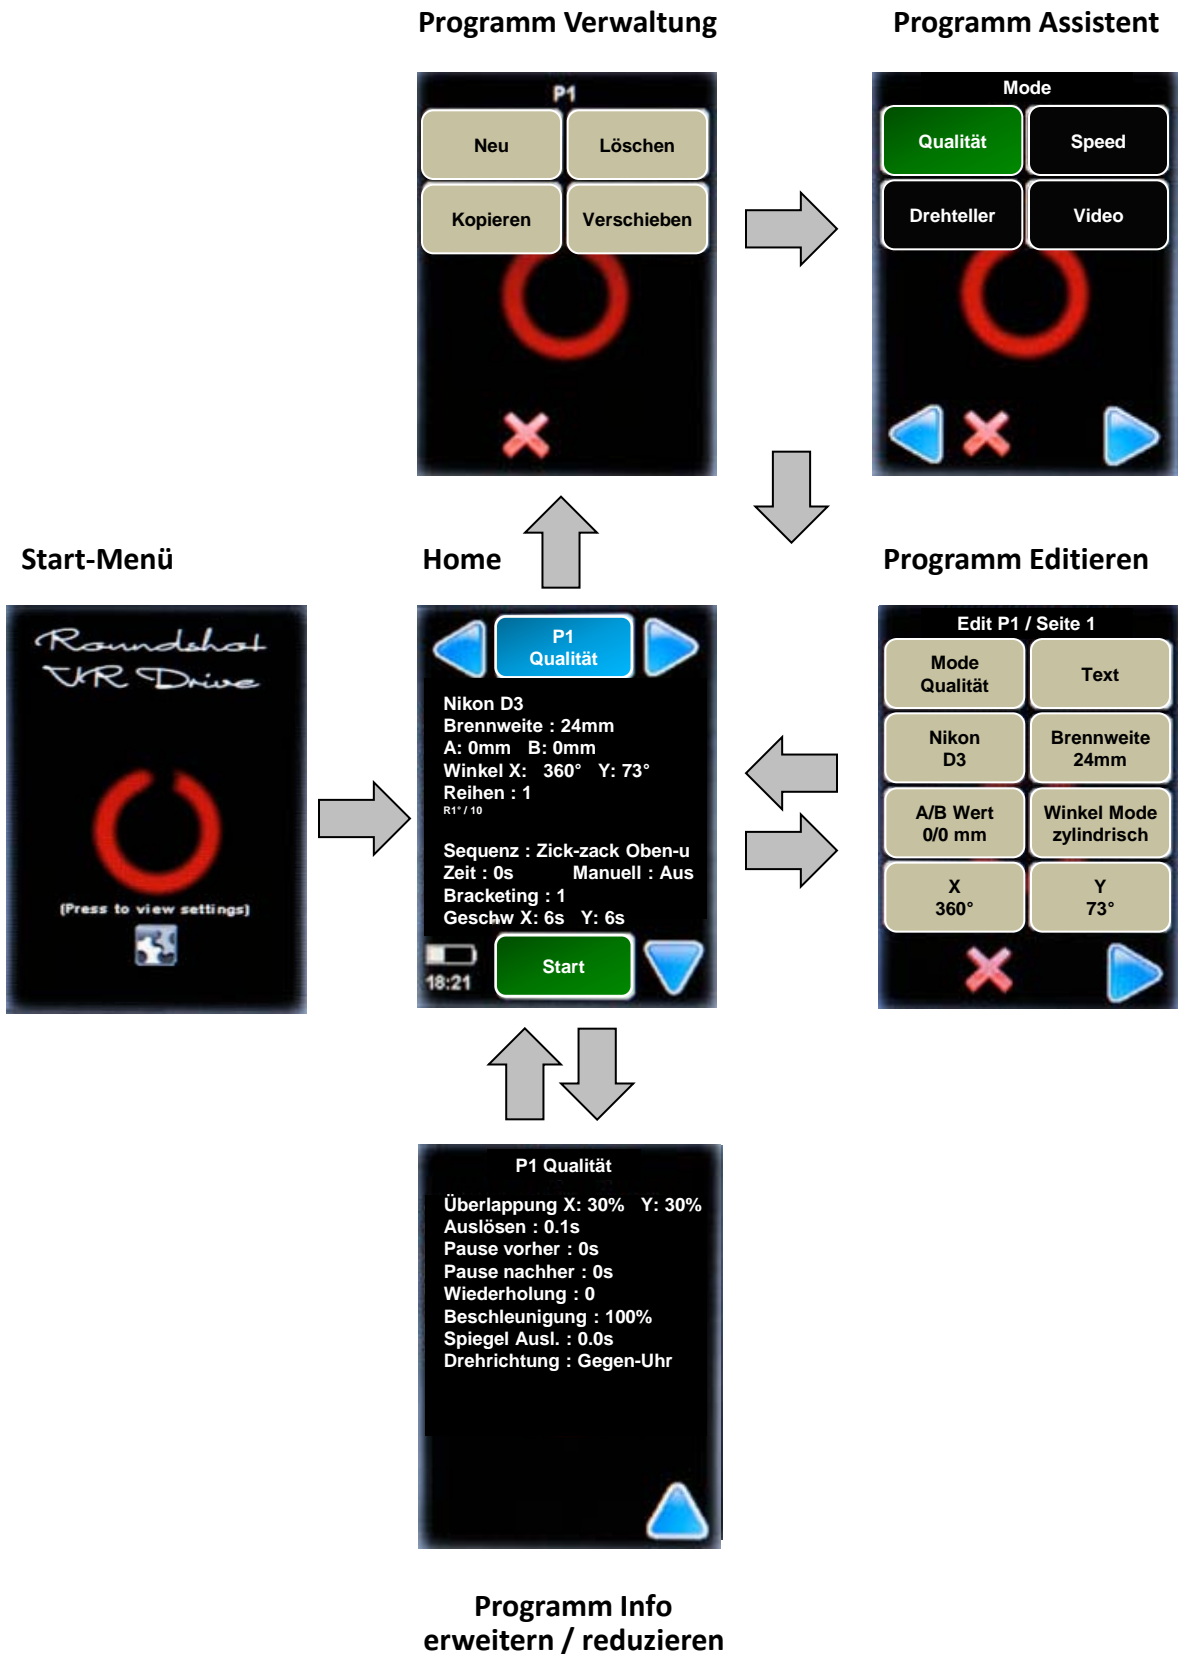 Programm Verwaltung
Programm Assistent
P1
Neu
Löschen
Kopieren
Verschieben
Mode
Qualität
Speed
Drehteller
Video
Start-Menü
Home
Programm Editieren
Roundshot
VR Drive
(Press to view settings)
P1
Qualität
Nikon D3
Brennweite : 24mm
A: 0mm B: 0mm
Winkel X: 360° Y: 73°
Reihen : 1
R1° / 10
Sequenz : Zick-zack Oben-u
Zeit : 0s Manuell : Aus
Bracketing : 1
Geschw X: 6s Y: 6s
18:21
Start
Edit P1 / Seite 1
Mode
Qualität
Text
Nikon
D3
Brennweite
24mm
A/B Wert
0/0 mm
Winkel Mode
zylindrisch
X
360°
Y
73°
P1 Qualität
Überlappung X: 30% Y: 30%
Auslösen : 0.1s
Pause vorher : 0s
Pause nachher : 0s
Wiederholung : 0
Beschleunigung : 100%
Spiegel Ausl. : 0.0s
Drehrichtung : Gegen-Uhr
Programm Info
erweitern / reduzieren